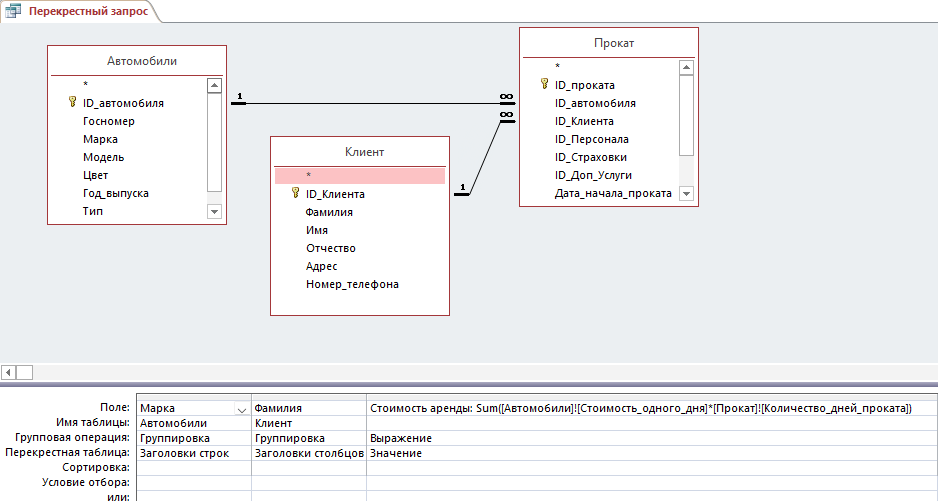 Перекрестный запрос
Автомобили
*
ID_автомобиля
Госномер
Марка
Модель
Цвет
Год_выпуска
Тип
1
∞
∞
Клиент
*
ID_Клиента
Фамилия
Имя
Отчество
Адрес
Номер_телефона
1
Прокат
*
ID_проката
ID_автомобиля
ID_Клиента
ID_Персонала
ID_Страховки
ID_Доп_Услуги
Дата_начала_проката
Поле: Марка Фамилия Стоимость аренды: Sum([Автомобили]![Стоимость_одного_дня]*[Прокат]![Количество_дней_проката])
Имя таблицы: Автомобили Клиент
Групповая операция: Группировка Группировка Выражение
Перекрестная таблица: Заголовки строк Заголовки столбцов Значение
Сортировка:
Условие отбора:
или: